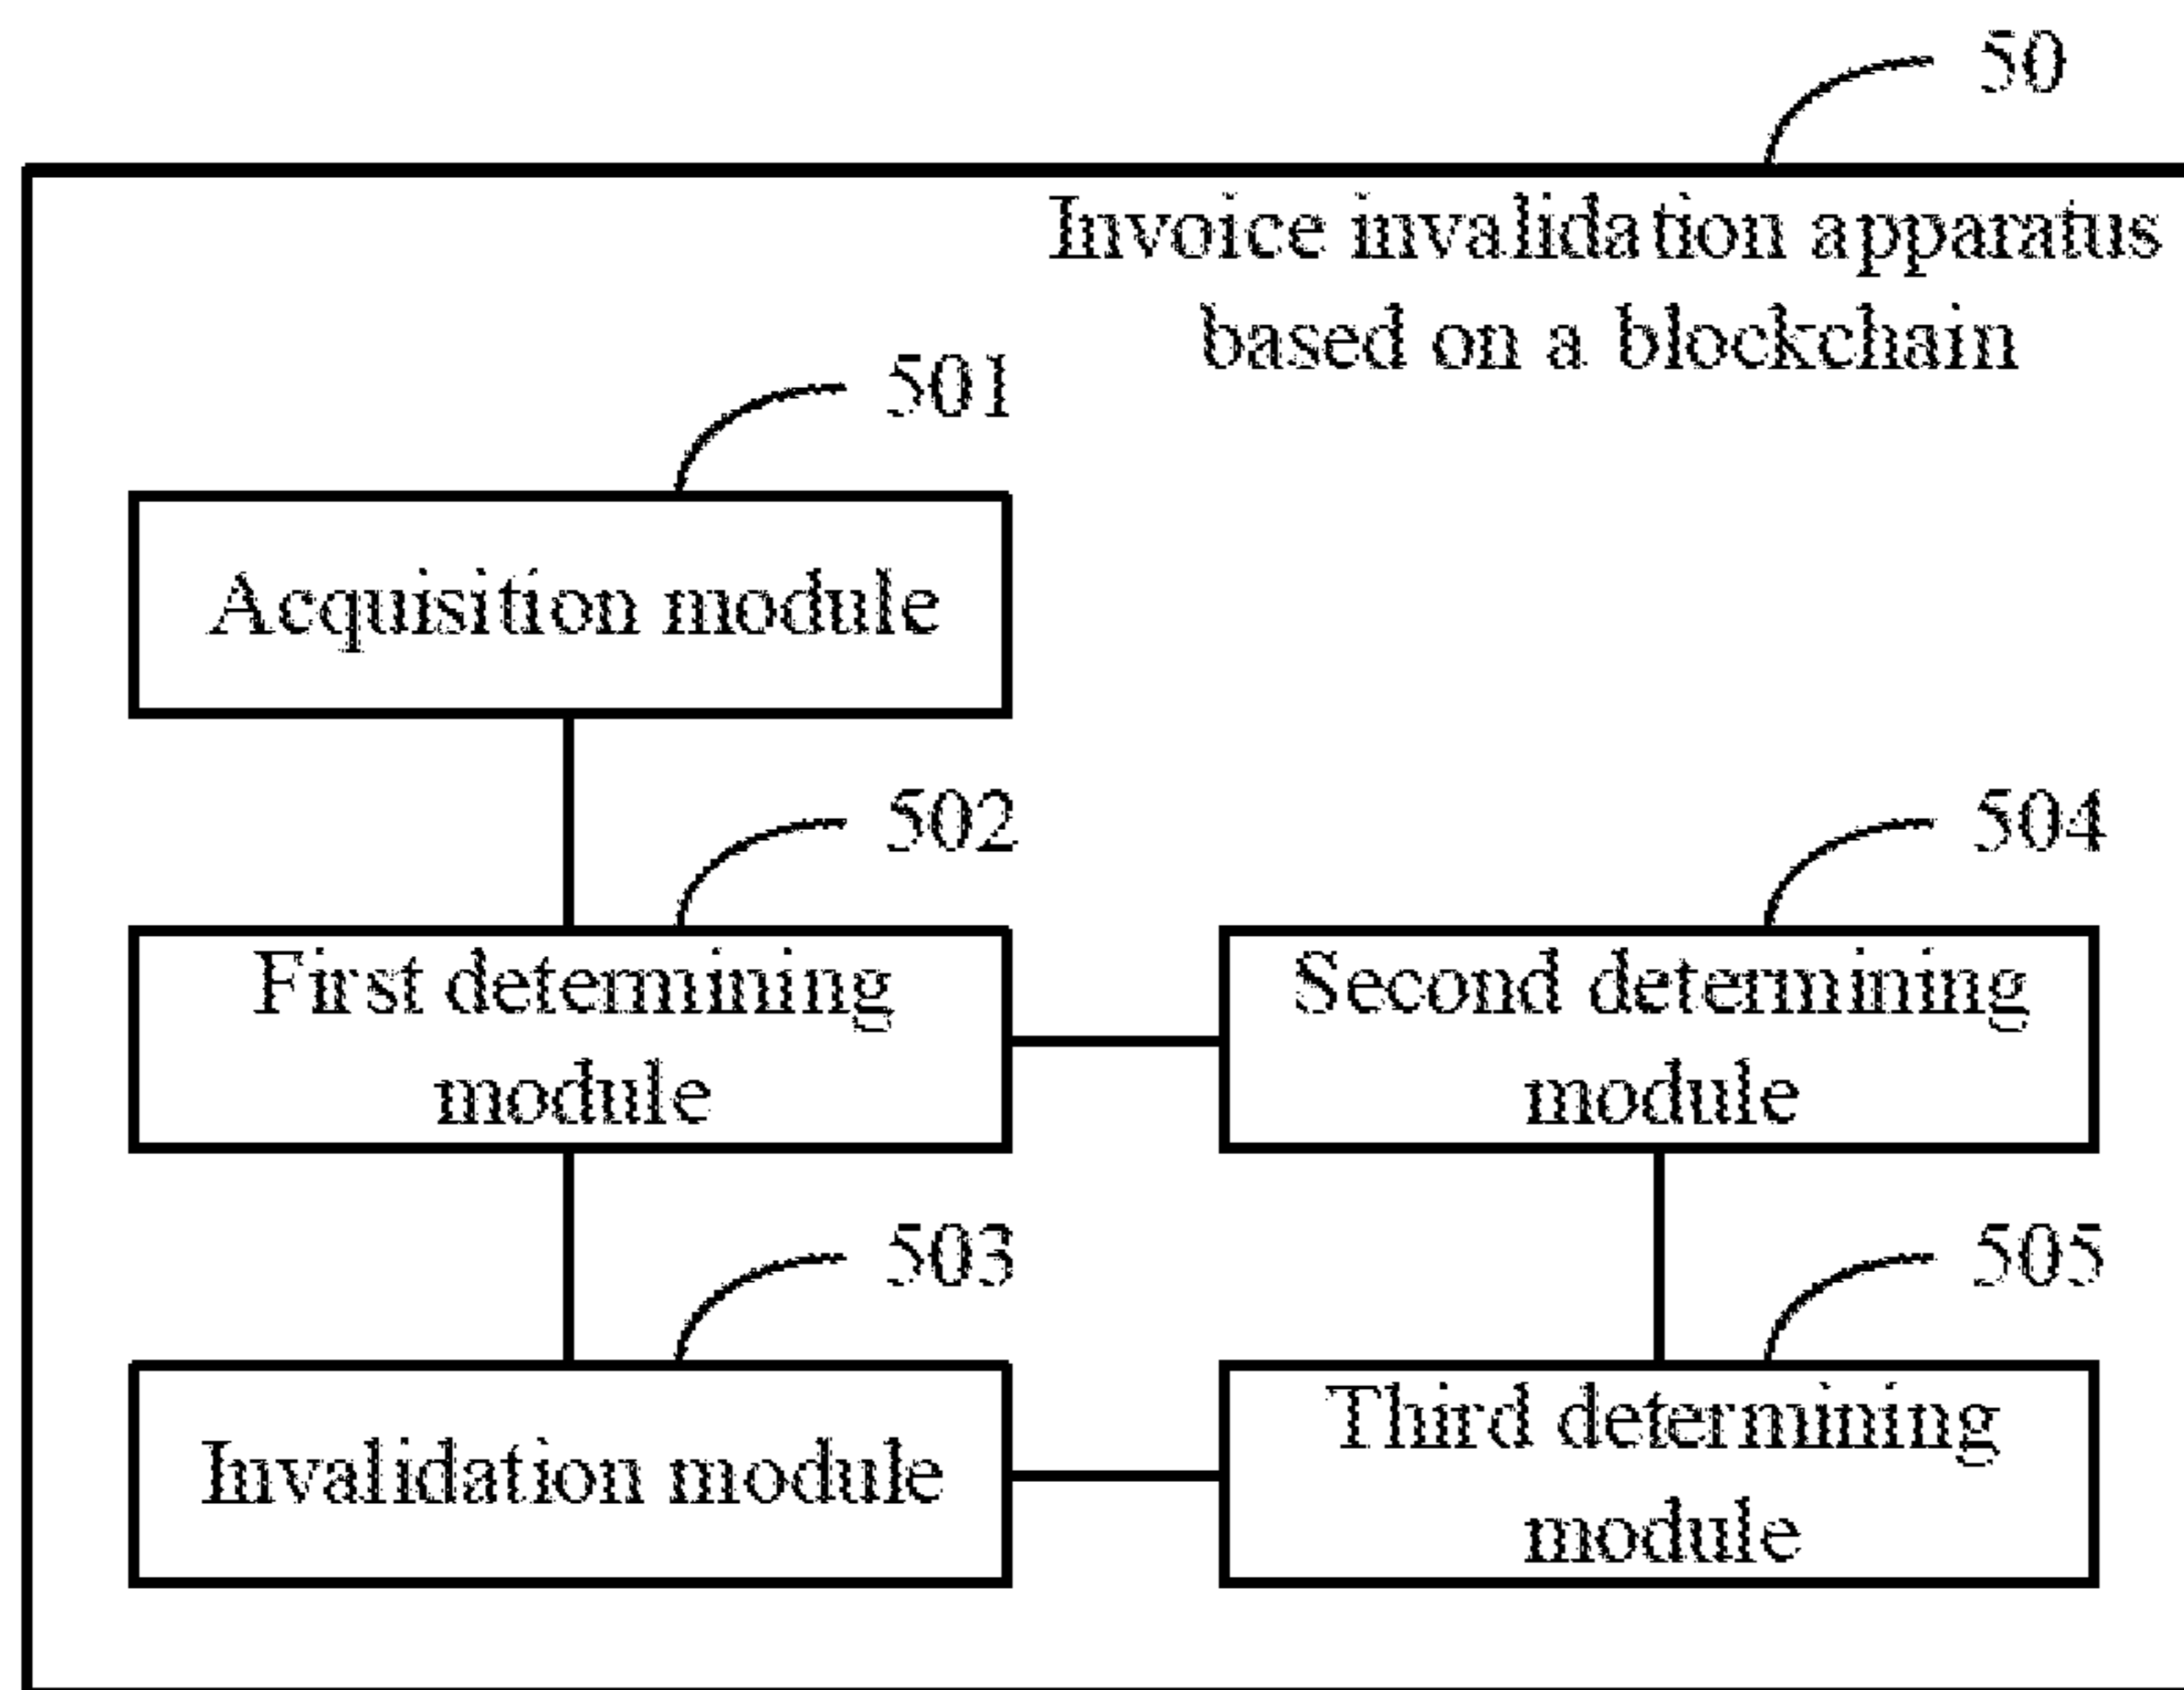 50
Invoice invalidation apparatus
based on a blockchain
501
Acquisition module
502
504
First determining
module
Second determining
module
503
505
Invalidation module
Third determining
module